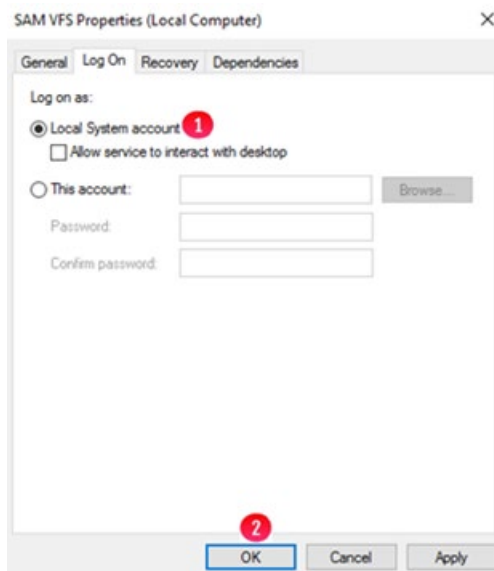 SAM VFS Properties (Local Computer)
General Log On Recovery Dependencies
Log on as:
Local System account 1
Allow service to interact with desktop
This account: Browse...
Password:
Confirm password:
2
OK Cancel Apply